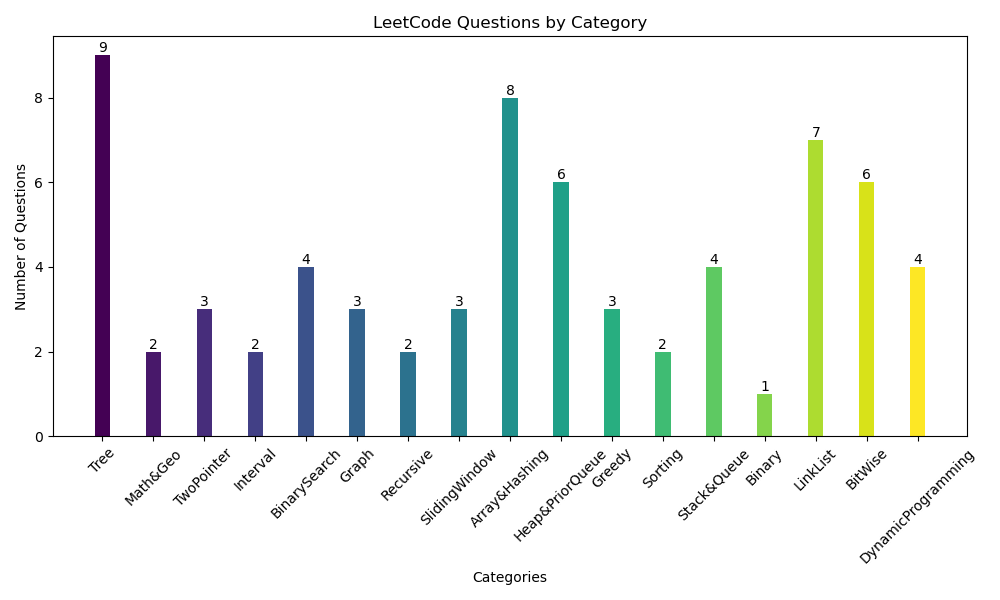 LeetCode Questions by Category
Number of Questions
8
6
4
2
0
9
2
3
2
4
3
2
3
8
6
3
2
4
1
7
6
4
Tree
Math&Geo
TwoPointer
Interval
BinarySearch
Graph
Recursive
SlidingWindow
Array&Hashing
Heap&PriorQueue
Greedy
Sorting
Stack&Queue
Binary
LinkList
BitWise
DynamicProgramming
Categories